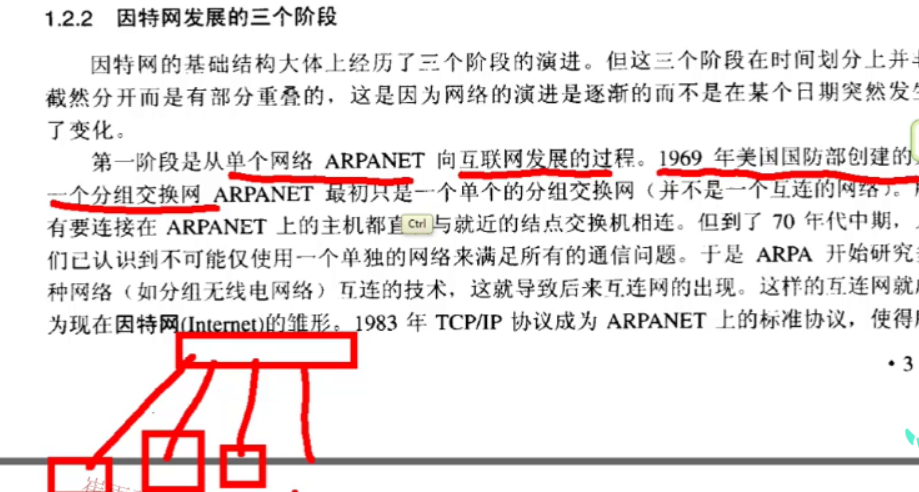 1.2.2 因特网发展的三个阶段
因特网的基础结构大体上经历了三个阶段的演进。但这三个阶段在时间划分上并
截然分开而是有部分重叠的，这是因为网络的演进是逐渐的而不是在某个日期突然发
了变化。
第一阶段是从单个网络 ARPANET 向互联网发展的过程。1969 年美国国防部创建的
一个分组交换网 ARPANET 最初只是一个单个的分组交换网（并不是一个互连的网络）。
有要连接在 ARPANET 上的主机都直 Ctrl 与就近的结点交换机相连。但到了 70 年代中期，
们已认识到不可能仅使用一个单独的网络来满足所有的通信问题。于是 ARPA 开始研究
种网络（如分组无线电网络）互连的技术，这就导致后来互连网的出现。这样的互连网就
为现在因特网(Internet)的雏形。1983 年 TCP/IP 协议成为 ARPANET 上的标准协议，使得
• 3